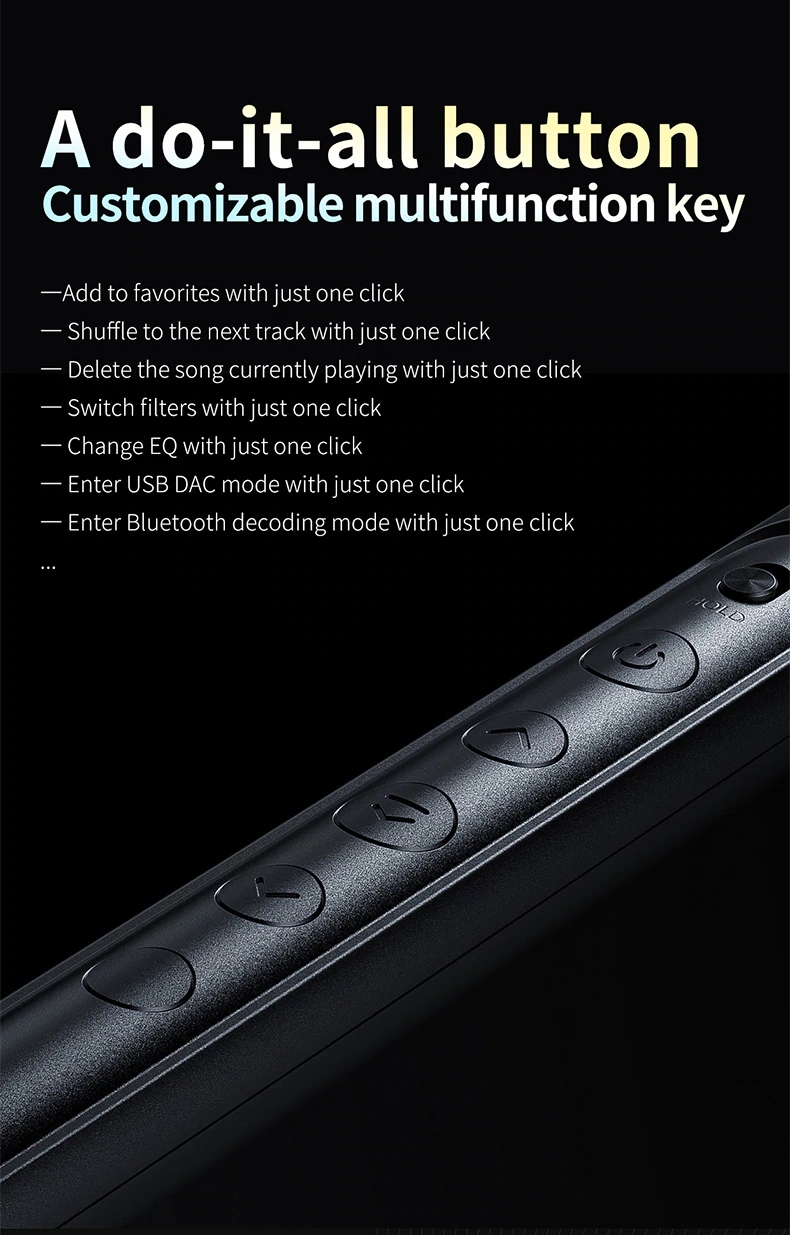 A do-it-all button
Customizable multifunction key
—Add to favorites with just one click
— Shuffle to the next track with just one click
— Delete the song currently playing with just one click
— Switch filters with just one click
— Change EQ with just one click
— Enter USB DAC mode with just one click
— Enter Bluetooth decoding mode with just one click
...
HOLD